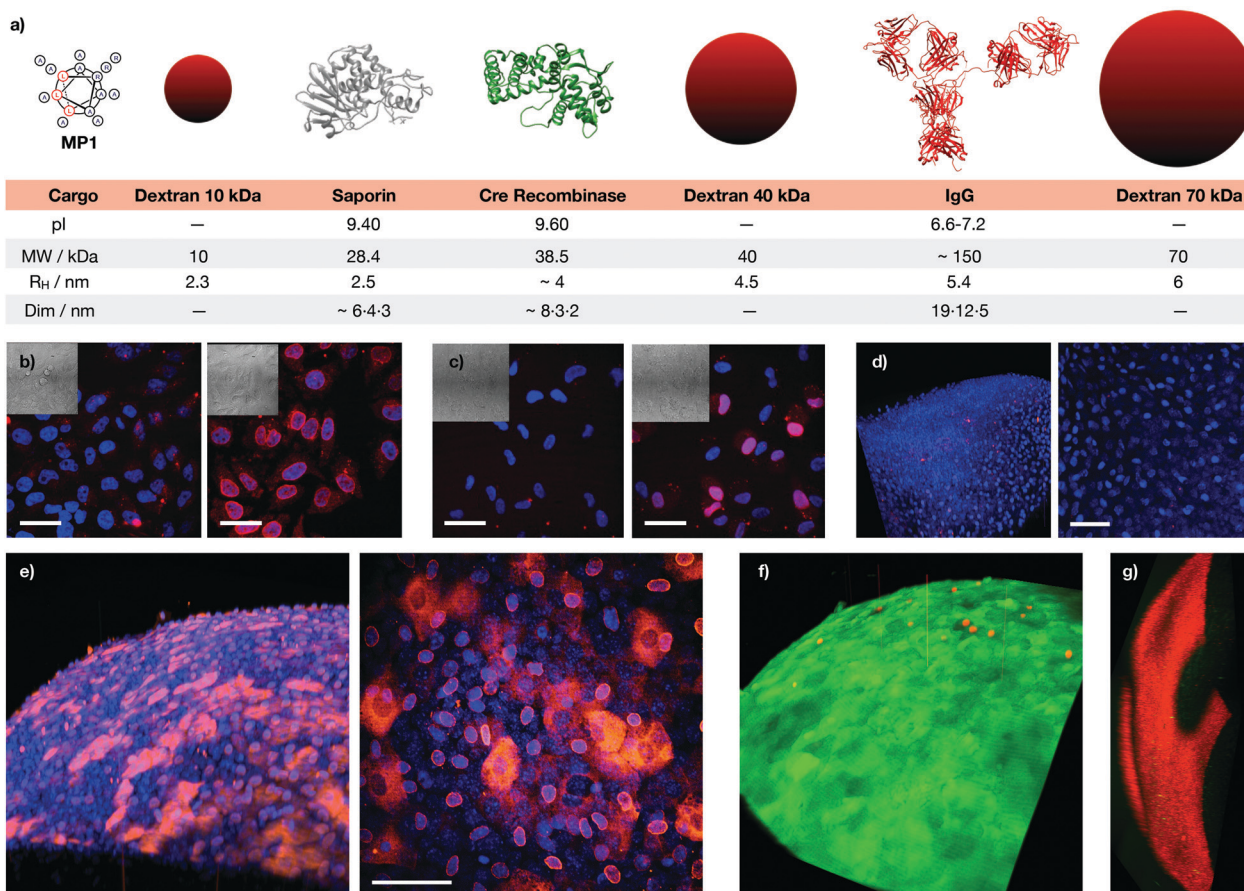 a)
A A A R R
A A L R A
A L A
A L A A
A A
MP1
Cargo Dextran 10 kDa Saporin Cre Recombinase Dextran 40 kDa IgG Dextran 70 kDa
pI — 9.40 9.60 — 6.6-7.2 —
MW / kDa 10 28.4 38.5 40 ~ 150 70
RH / nm 2.3 2.5 ~ 4 4.5 5.4 6
Dim / nm — ~ 6·4·3 ~ 8·3·2 — 19·12·5 —
b) c) d)
e) f) g)